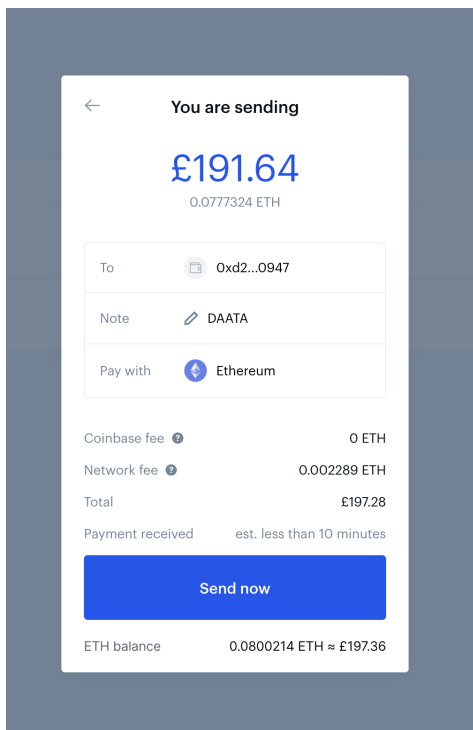 You are sending
£191.64
0.0777324 ETH
To 0xd2...0947
Note DAATA
Pay with Ethereum
Coinbase fee ? 0 ETH
Network fee ? 0.002289 ETH
Total £197.28
Payment received est. less than 10 minutes
Send now
ETH balance 0.0800214 ETH ≈ £197.36